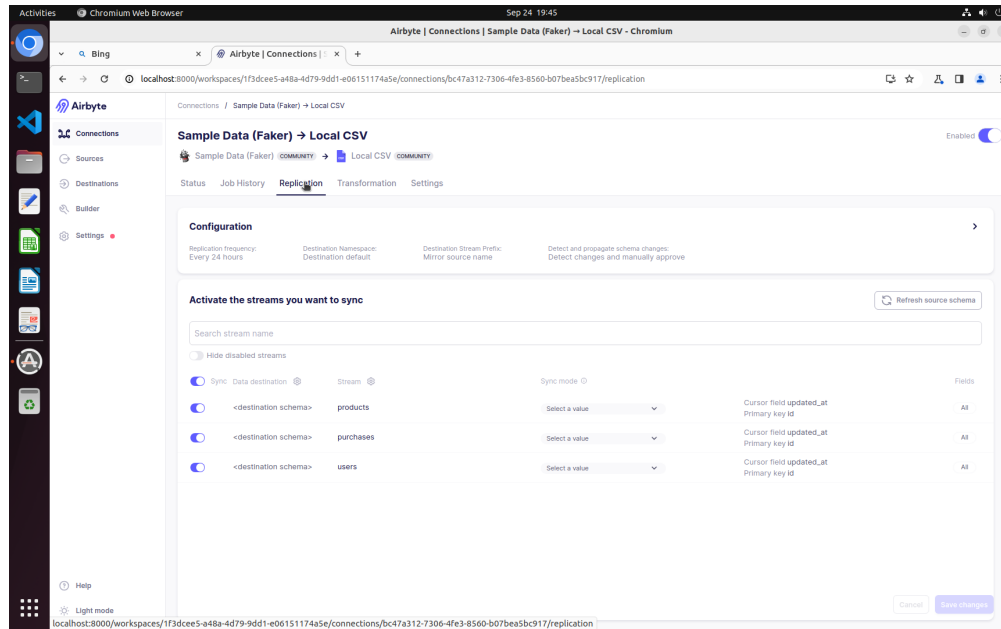 Activities Chromium Web Browser Sep 24 19:45
Airbyte | Connections | Sample Data (Faker) → Local CSV - Chromium
Bing × Airbyte | Connections | × +
localhost:8000/workspaces/1f3dcee5-a48a-4d79-9dd1-e06151174a5e/connections/bc47a312-7306-4fe3-8560-b07bea5bc917/replication
Airbyte
Connections
Sources
Destinations
Builder
Settings
Help
Light mode
Connections / Sample Data (Faker) → Local CSV
Sample Data (Faker) → Local CSV
Enabled
Sample Data (Faker) COMMUNITY → Local CSV COMMUNITY
Status Job History Replication Transformation Settings
Configuration
Replication frequency: Destination Namespace: Destination Stream Prefix: Detect and propagate schema changes:
Every 24 hours Destination default Mirror source name Detect changes and manually approve
Activate the streams you want to sync
Refresh source schema
Search stream name
Hide disabled streams
Sync Data destination Stream Sync mode Fields
<destination schema> products Select a value Cursor field updated_at All
Primary key id
<destination schema> purchases Select a value Cursor field updated_at All
Primary key id
<destination schema> users Select a value Cursor field updated_at All
Primary key id
Cancel Save changes
localhost:8000/workspaces/1f3dcee5-a48a-4d79-9dd1-e06151174a5e/connections/bc47a312-7306-4fe3-8560-b07bea5bc917/replication